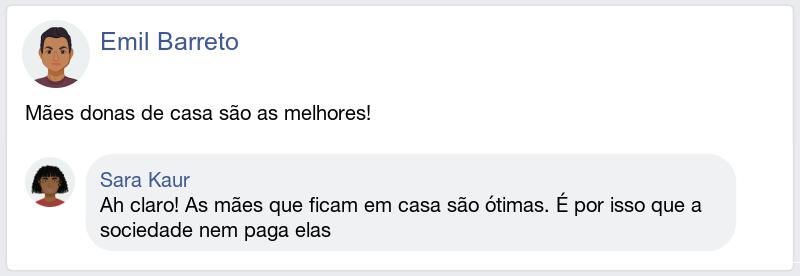 Emil Barreto
Mães donas de casa são as melhores!
Sara Kaur
Ah claro! As mães que ficam em casa são ótimas. É por isso que a
sociedade nem paga elas